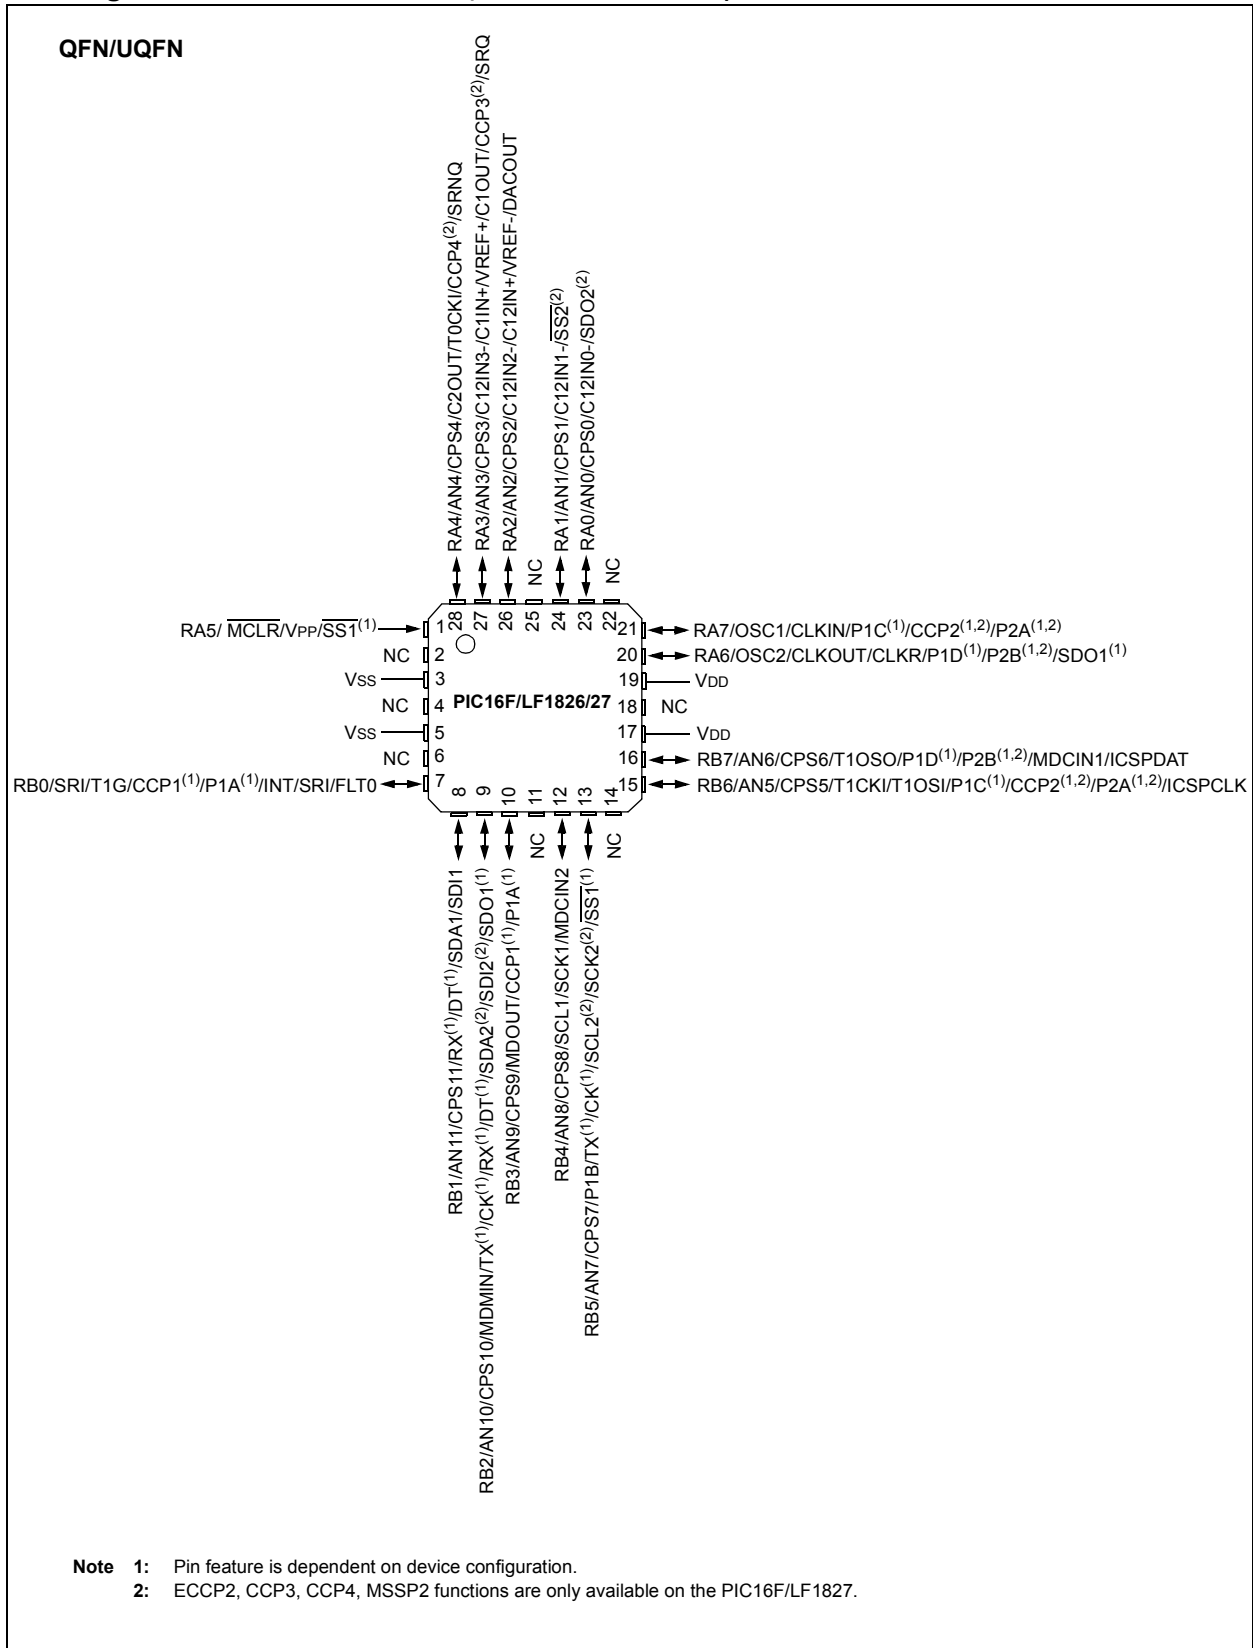 QFN/UQFN
RA4/AN4/CPS4/C2OUT/T0CKI/CCP4(2)/SRNQ
RA3/AN3/CPS3/C12IN3-/C1IN+/VREF+/C1OUT/CCP3(2)/SRQ
RA2/AN2/CPS2/C12IN2-/C12IN+/VREF-/DACOUT
NC
RA1/AN1/CPS1/C12IN1-/SS2(2)
RA0/AN0/CPS0/C12IN0-/SDO2(2)
NC
28 27 26 25 24 23 22
RA5/ MCLR/VPP/SS1(1) 1
NC 2
VSS 3
NC 4
VSS 5
NC 6
RB0/SRI/T1G/CCP1(1)/P1A(1)/INT/SRI/FLT0 7
PIC16F/LF1826/27
21 RA7/OSC1/CLKIN/P1C(1)/CCP2(1,2)/P2A(1,2)
20 RA6/OSC2/CLKOUT/CLKR/P1D(1)/P2B(1,2)/SDO1(1)
19 VDD
18 NC
17 VDD
16 RB7/AN6/CPS6/T1OSO/P1D(1)/P2B(1,2)/MDCIN1/ICSPDAT
15 RB6/AN5/CPS5/T1CKI/T1OSI/P1C(1)/CCP2(1,2)/P2A(1,2)/ICSPCLK
8 9 10 11 12 13 14
RB1/AN11/CPS11/RX(1)/DT(1)/SDA1/SDI1
RB2/AN10/CPS10/MDMIN/TX(1)/CK(1)/RX(1)/DT(1)/SDA2(2)/SDI2(2)/SDO1(1)
RB3/AN9/CPS9/MDOUT/CCP1(1)/P1A(1)
NC
RB4/AN8/CPS8/SCL1/SCK1/MDCIN2
RB5/AN7/CPS7/P1B/TX(1)/CK(1)/SCL2(2)/SCK2(2)/SS1(1)
NC
Note 1: Pin feature is dependent on device configuration.
2: ECCP2, CCP3, CCP4, MSSP2 functions are only available on the PIC16F/LF1827.